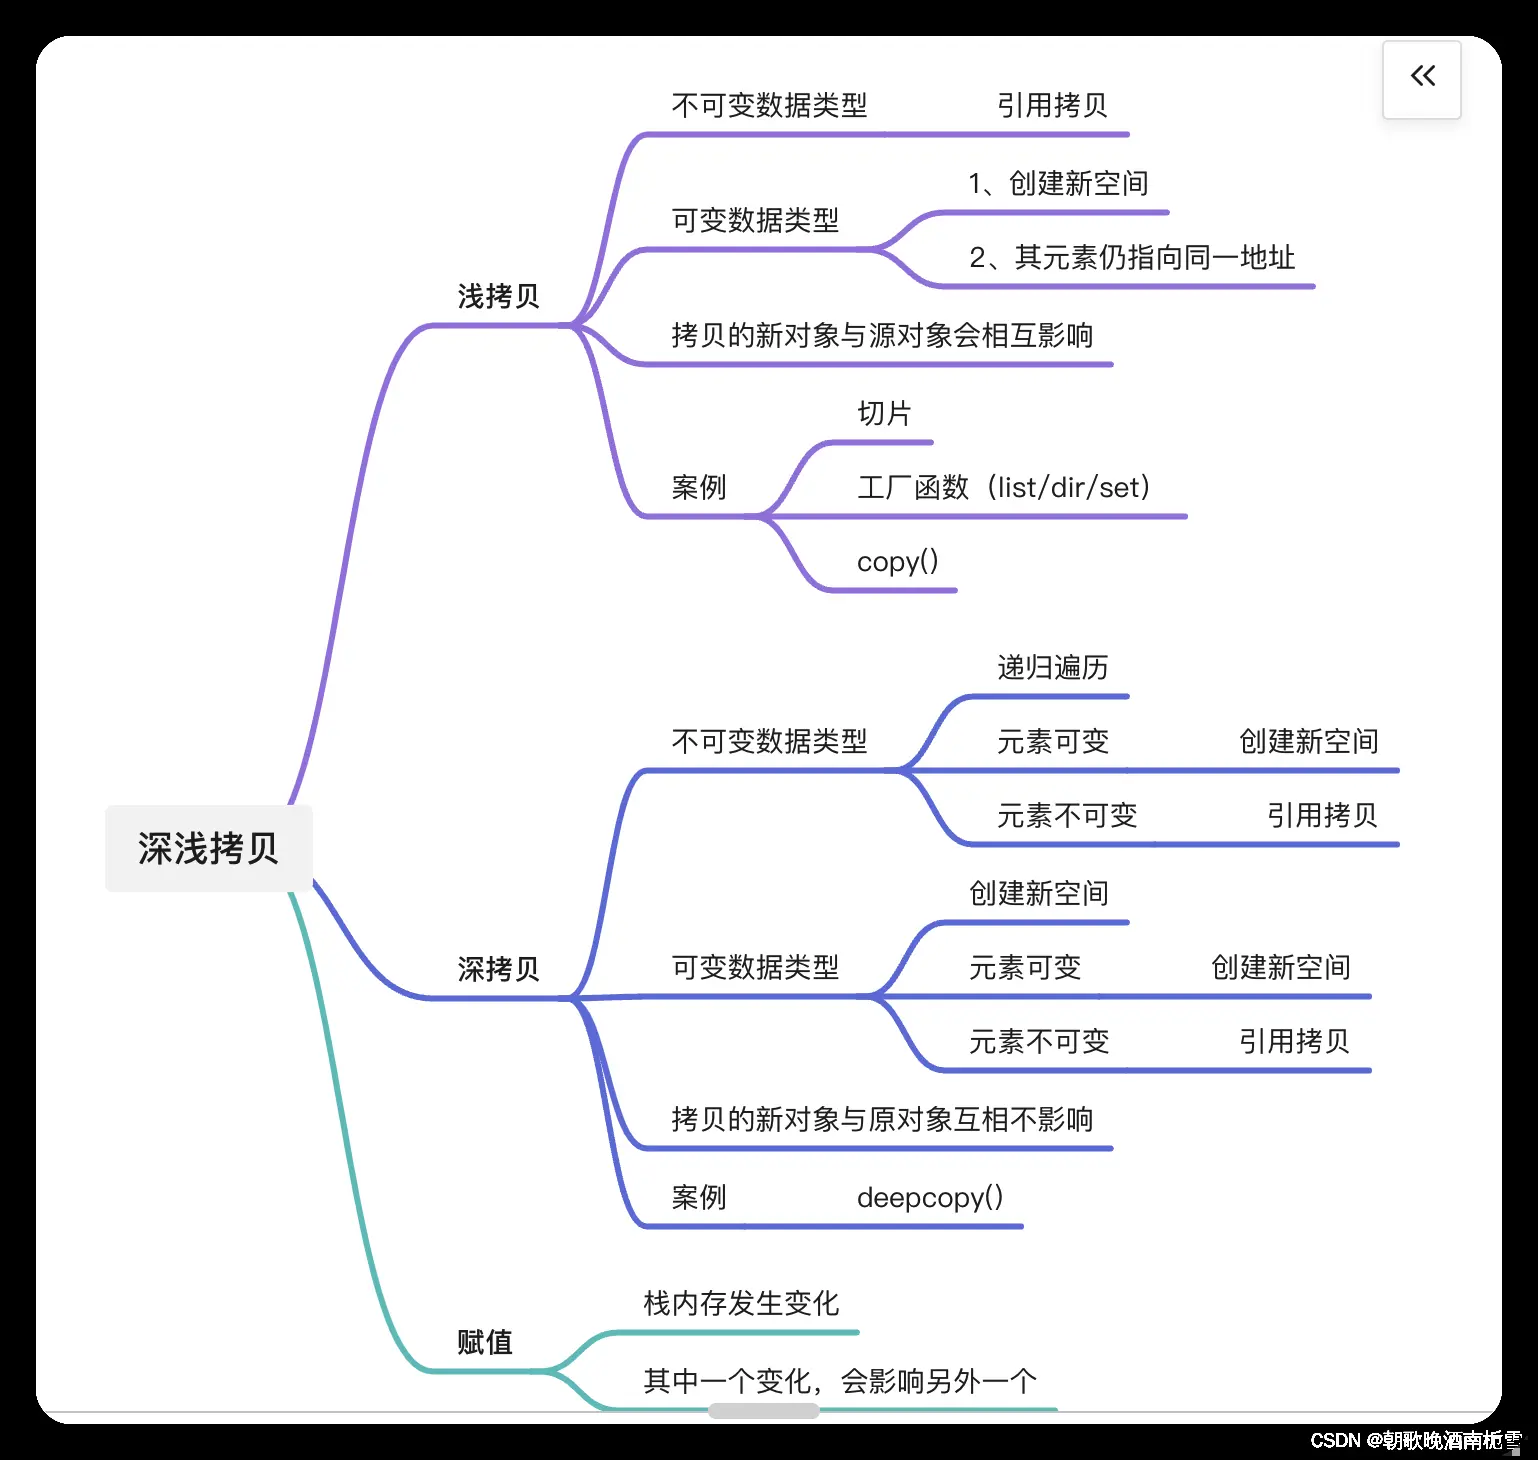 不可变数据类型 引用拷贝
1、创建新空间
可变数据类型
2、其元素仍指向同一地址
浅拷贝
拷贝的新对象与源对象会相互影响
切片
案例 工厂函数（list/dir/set）
copy()
递归遍历
不可变数据类型 元素可变 创建新空间
元素不可变 引用拷贝
深浅拷贝
创建新空间
深拷贝 可变数据类型 元素可变 创建新空间
元素不可变 引用拷贝
拷贝的新对象与原对象互相不影响
案例 deepcopy()
栈内存发生变化
赋值
其中一个变化，会影响另外一个
CSDN @朝歌晚酒南栀雪